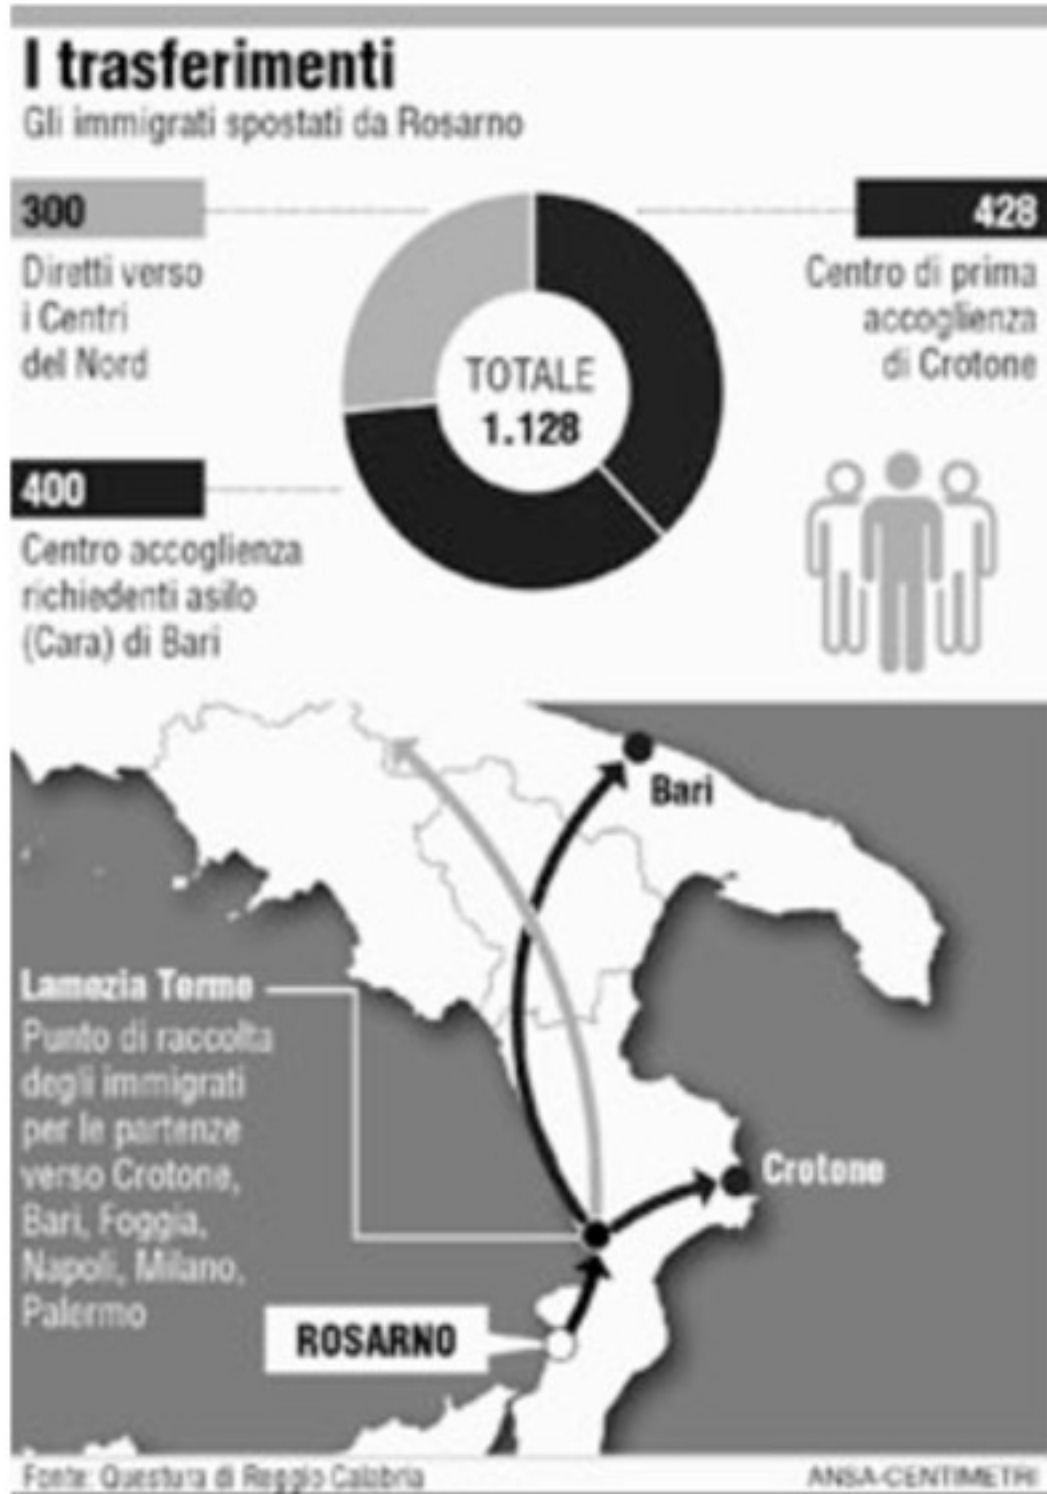 I trasferimenti
Gli immigrati spostati da Rosarno
300
Diretti verso
i Centri
del Nord
428
Centro di prima
accoglienza
di Crotone
TOTALE
1.128
400
Centro accoglienza
richiedenti asilo
(Cara) di Bari
Bari
Lamezia Terme
Punto di raccolta
degli immigrati
per le partenze
verso Crotone,
Bari, Foggia,
Napoli, Milano,
Palermo
Crotone
ROSARNO
Fonte: Questura di Reggio Calabria
ANSA-CENTIMETRI